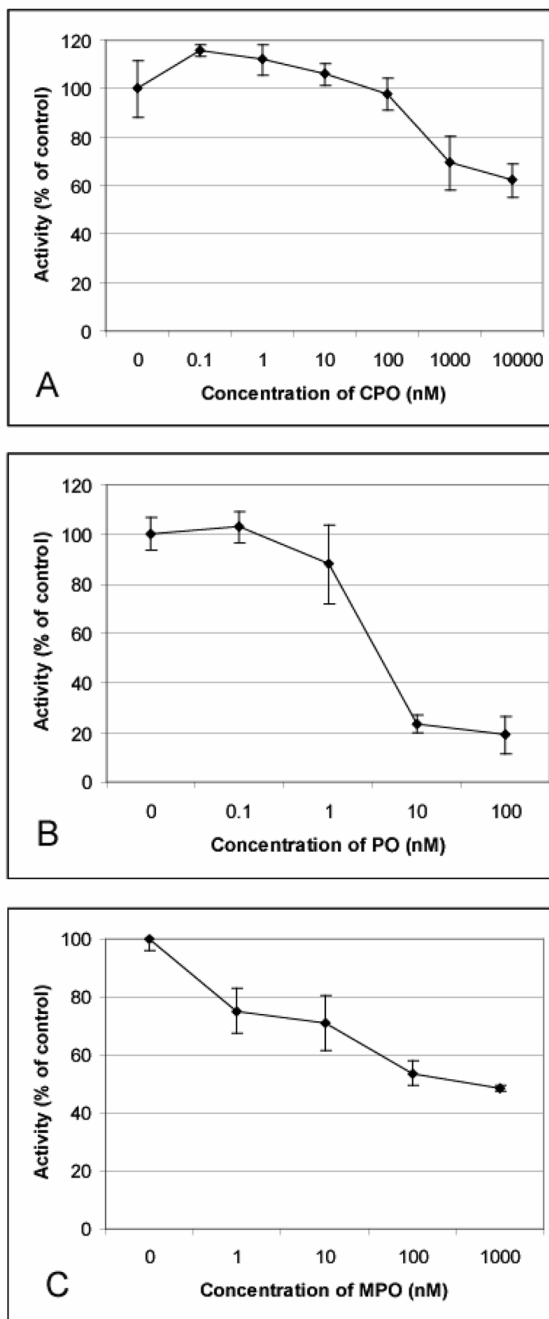 120
100
80
60
40
20
0
Activity (% of control)
0 0.1 1 10 100 1000 10000
Concentration of CPO (nM)
A
120
100
80
60
40
20
0
Activity (% of control)
0 0.1 1 10 100
Concentration of PO (nM)
B
100
80
60
40
20
0
Activity (% of control)
0 1 10 100 1000
Concentration of MPO (nM)
C